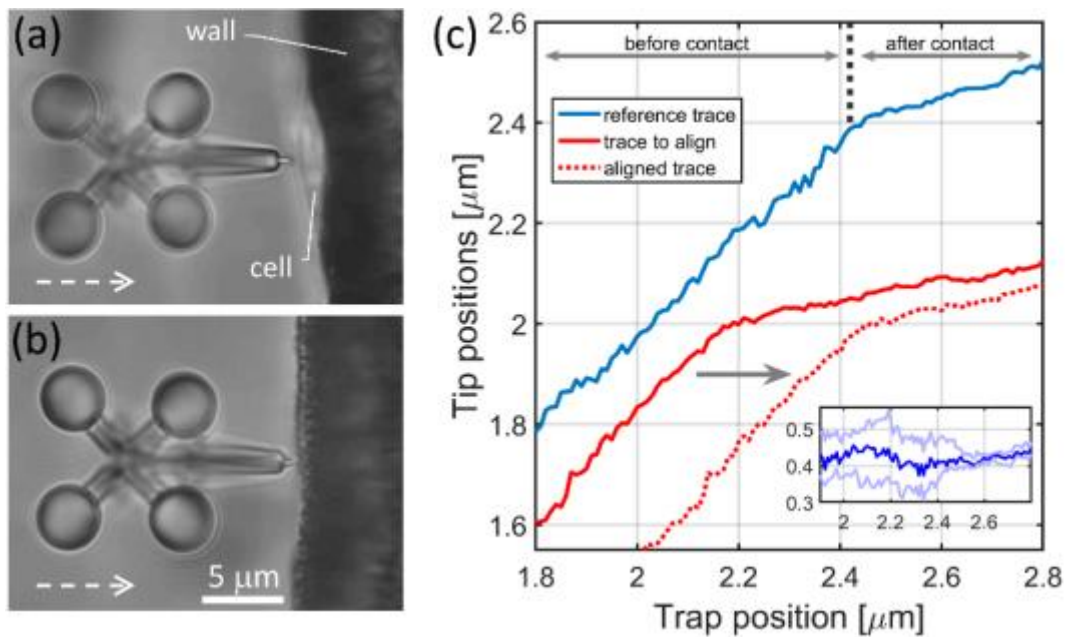 (a)
wall
cell
(b)
5 μm
(c)
before contact
after contact
reference trace
trace to align
aligned trace
Tip positions [μm]
2.6
2.4
2.2
2
1.8
1.6
1.8 2 2.2 2.4 2.6 2.8
Trap position [μm]
0.5
0.4
0.3
2 2.2 2.4 2.6